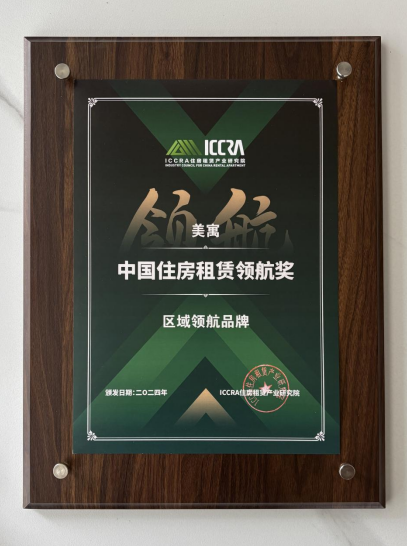 ICCRA
ICCRA住房租赁产业研究院
INDUSTRY COUNCIL FOR CHINA RENTAL APARTMENT
领航
美寓
中国住房租赁领航奖
区域领航品牌
颁发日期:二〇二四年
ICCRA住房租赁产业研究院